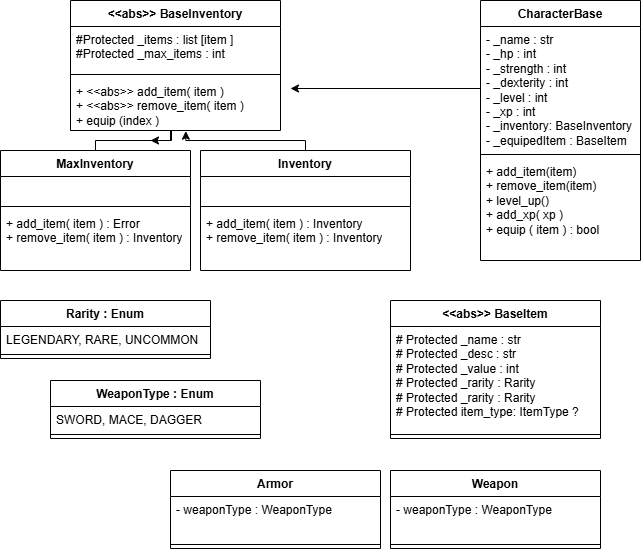 <<abs>> BaseInventory
#Protected _items : list [item ]
#Protected _max_items : int
+ <<abs>> add_item( item )
+ <<abs>> remove_item( item )
+ equip (index )
CharacterBase
- _name : str
- _hp : int
- _strength : int
- _dexterity : int
- _level : int
- _xp : int
- _inventory: BaseInventory
- _equipedItem : BaseItem
+ add_item(item)
+ remove_item(item)
+ level_up()
+ add_xp( xp )
+ equip ( item ) : bool
MaxInventory
+ add_item( item ) : Error
+ remove_item( item ) : Inventory
Inventory
+ add_item( item ) : Inventory
+ remove_item( item ) : Inventory
Rarity : Enum
LEGENDARY, RARE, UNCOMMON
<<abs>> BaseItem
# Protected _name : str
# Protected _desc : str
# Protected _value : int
# Protected _rarity : Rarity
# Protected _rarity : Rarity
# Protected item_type: ItemType ?
WeaponType : Enum
SWORD, MACE, DAGGER
Armor
- weaponType : WeaponType
Weapon
- weaponType : WeaponType